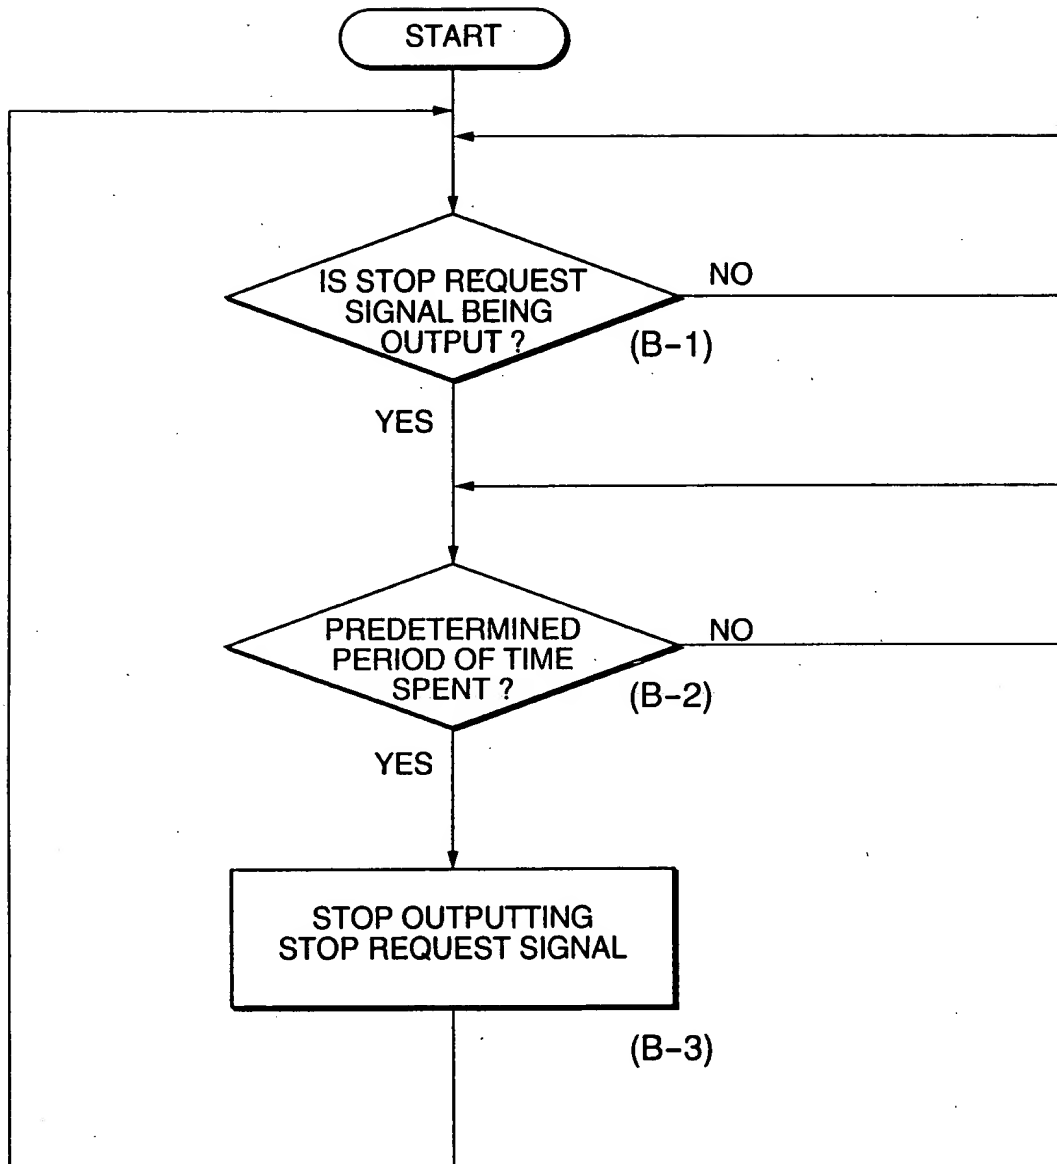 START
IS STOP REQUEST
SIGNAL BEING
OUTPUT ?
NO
(B-1)
YES
PREDETERMINED
PERIOD OF TIME
SPENT ?
NO
(B-2)
YES
STOP OUTPUTTING
STOP REQUEST SIGNAL
(B-3)